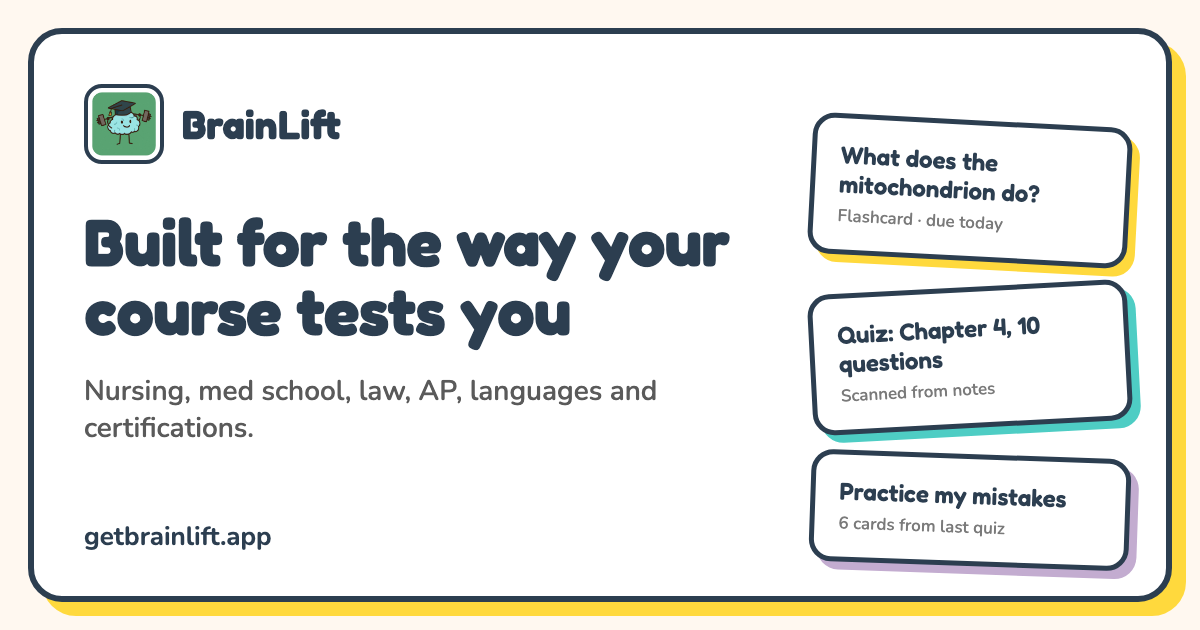 BrainLift
Built for the way your
course tests you
Nursing, med school, law, AP, languages and
certifications.
getbrainlift.app
What does the
mitochondrion do?
Flashcard · due today
Quiz: Chapter 4, 10
questions
Scanned from notes
Practice my mistakes
6 cards from last quiz